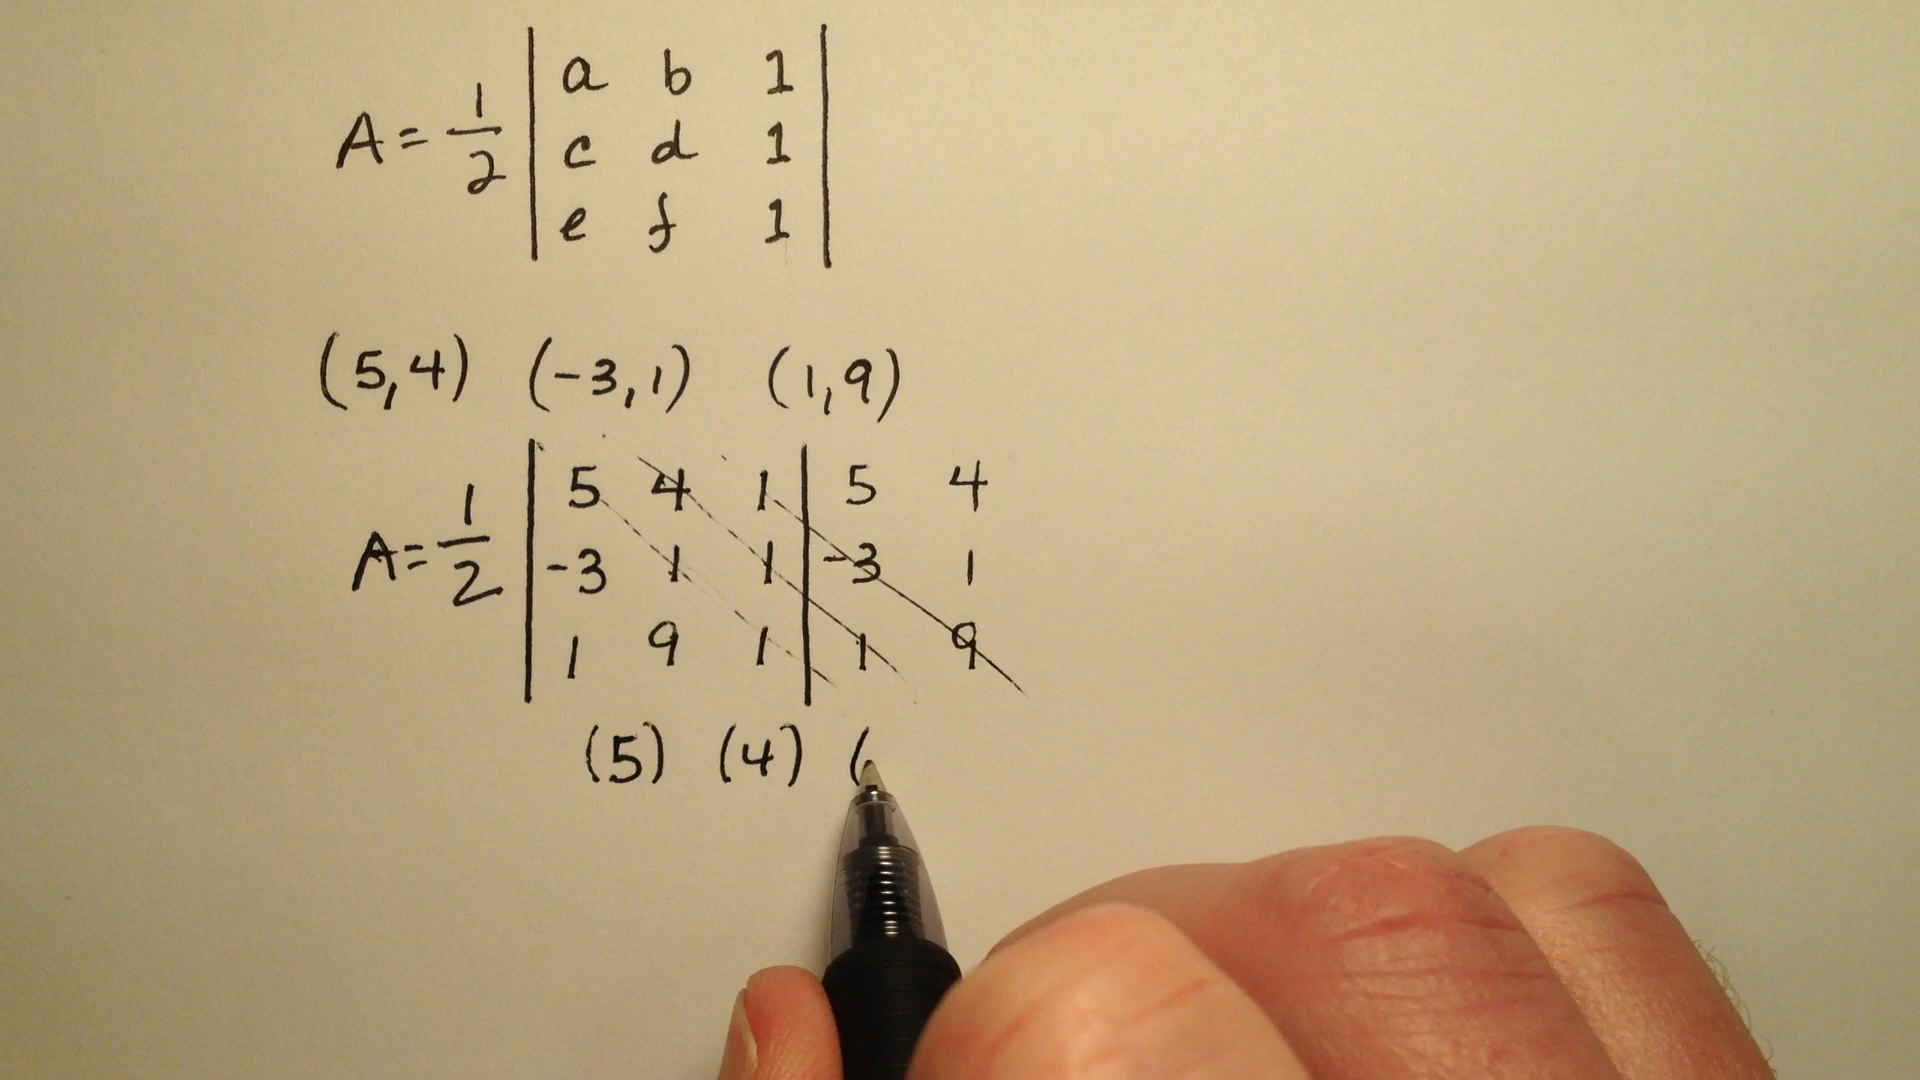 a b 1
A = 1/2 c d 1
e f 1
(5,4) (-3,1) (1,9)
5 4 1 5 4
A = 1/2 -3 1 1 -3 1
1 9 1 1 9
(5) (4) (